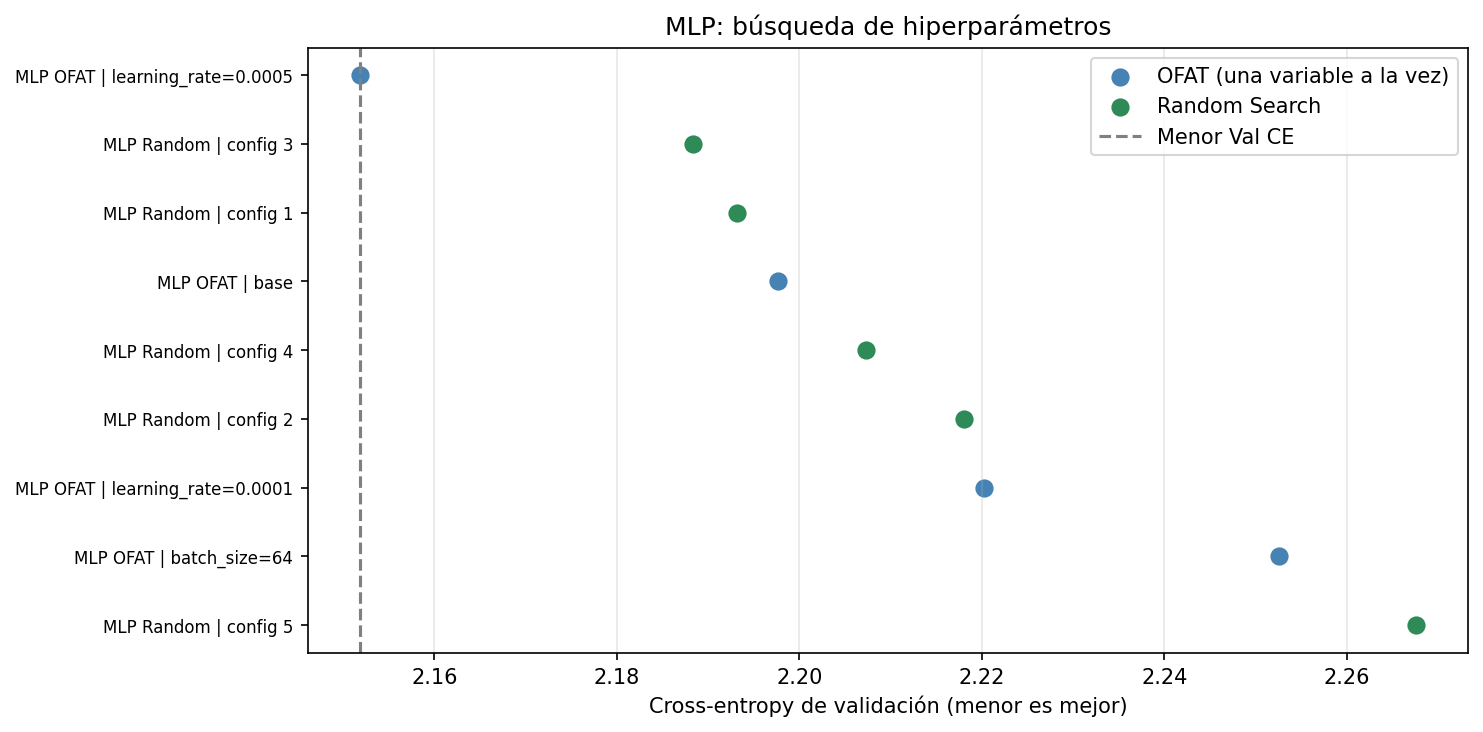 MLP: búsqueda de hiperparámetros
OFAT (una variable a la vez)
Random Search
Menor Val CE
MLP OFAT | learning_rate=0.0005
MLP Random | config 3
MLP Random | config 1
MLP OFAT | base
MLP Random | config 4
MLP Random | config 2
MLP OFAT | learning_rate=0.0001
MLP OFAT | batch_size=64
MLP Random | config 5
2.16 2.18 2.20 2.22 2.24 2.26
Cross-entropy de validación (menor es mejor)